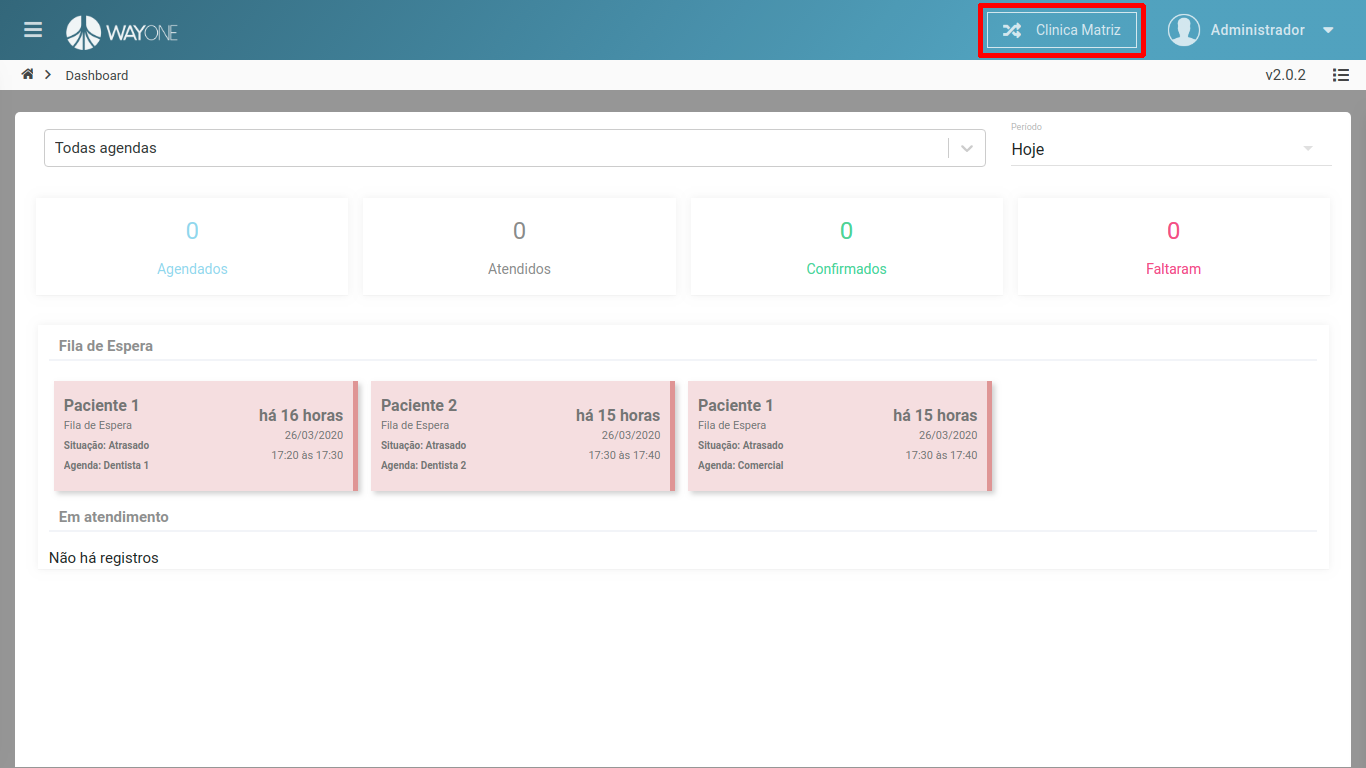 WAYONE
Clinica Matriz
Administrador
Dashboard
v2.0.2
Todas agendas
Período
Hoje
0
Agendados
0
Atendidos
0
Confirmados
0
Faltaram
Fila de Espera
Paciente 1
há 16 horas
Fila de Espera
26/03/2020
Situação: Atrasado
17:20 às 17:30
Agenda: Dentista 1
Paciente 2
há 15 horas
Fila de Espera
26/03/2020
Situação: Atrasado
17:30 às 17:40
Agenda: Dentista 2
Paciente 1
há 15 horas
Fila de Espera
26/03/2020
Situação: Atrasado
17:30 às 17:40
Agenda: Comercial
Em atendimento
Não há registros